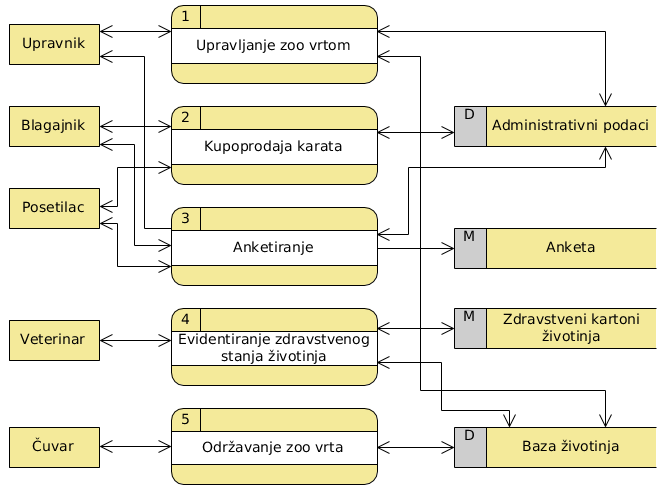 1
Upravnik
Upravljanje zoo vrtom
2
D
Blagajnik
Administrativni podaci
Kupoprodaja karata
Posetilac
3
M
Anketiranje
Anketa
4
M
Zdravstveni kartoni
životinja
Veterinar
Evidentiranje zdravstvenog
stanja životinja
5
D
Čuvar
Održavanje zoo vrta
Baza životinja